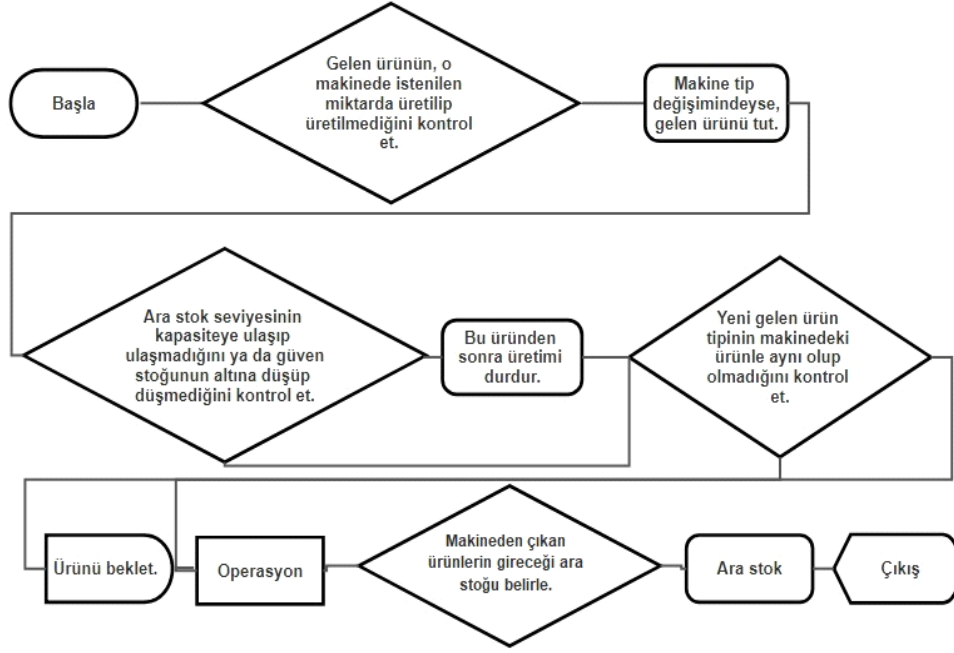 Başla
Gelen ürünün, o
makinede istenilen
miktarda üretilip
üretilmediğini kontrol
et.
Makine tip
değişimindeyse,
gelen ürünü tut.
Ara stok seviyesinin
kapasiteye ulaşıp
ulaşmadığını ya da güven
stoğunun altına düşüp
düşmediğini kontrol et.
Bu üründen
sonra üretimi
durdur.
Yeni gelen ürün
tipinin makinedeki
ürünle aynı olup
olmadığını kontrol
et.
Ürünü beklet.
Operasyon
Makineden çıkan
ürünlerin gireceği ara
stoğu belirle.
Ara stok
Çıkış